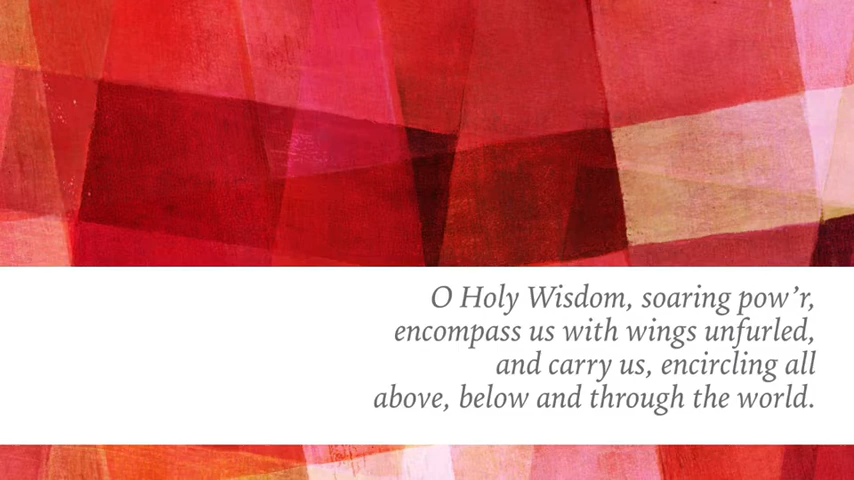 O Holy Wisdom, soaring pow’r,
encompass us with wings unfurled,
and carry us, encircling all
above, below and through the world.